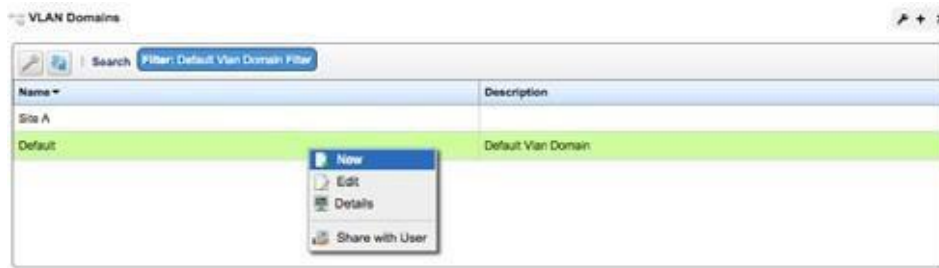 VLAN Domains
Search Filter: Default Vlan Domain Filter
Name Description
Site A
Default Default Vlan Domain
New
Edit
Details
Share with User